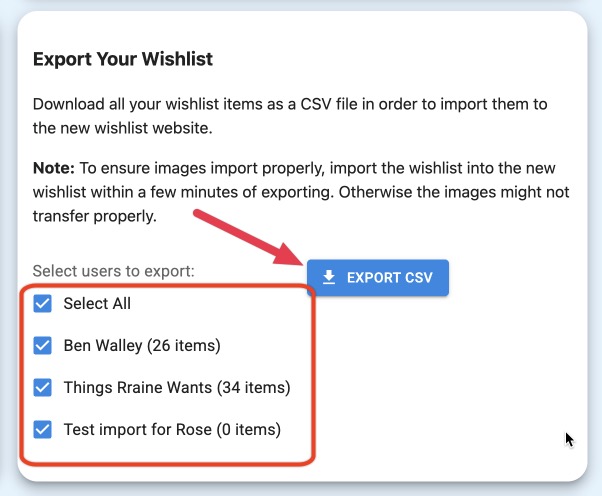 Export Your Wishlist
Download all your wishlist items as a CSV file in order to import them to
the new wishlist website.
Note: To ensure images import properly, import the wishlist into the new
wishlist within a few minutes of exporting. Otherwise the images might not
transfer properly.
Select users to export:
EXPORT CSV
Select All
Ben Walley (26 items)
Things Rraine Wants (34 items)
Test import for Rose (0 items)